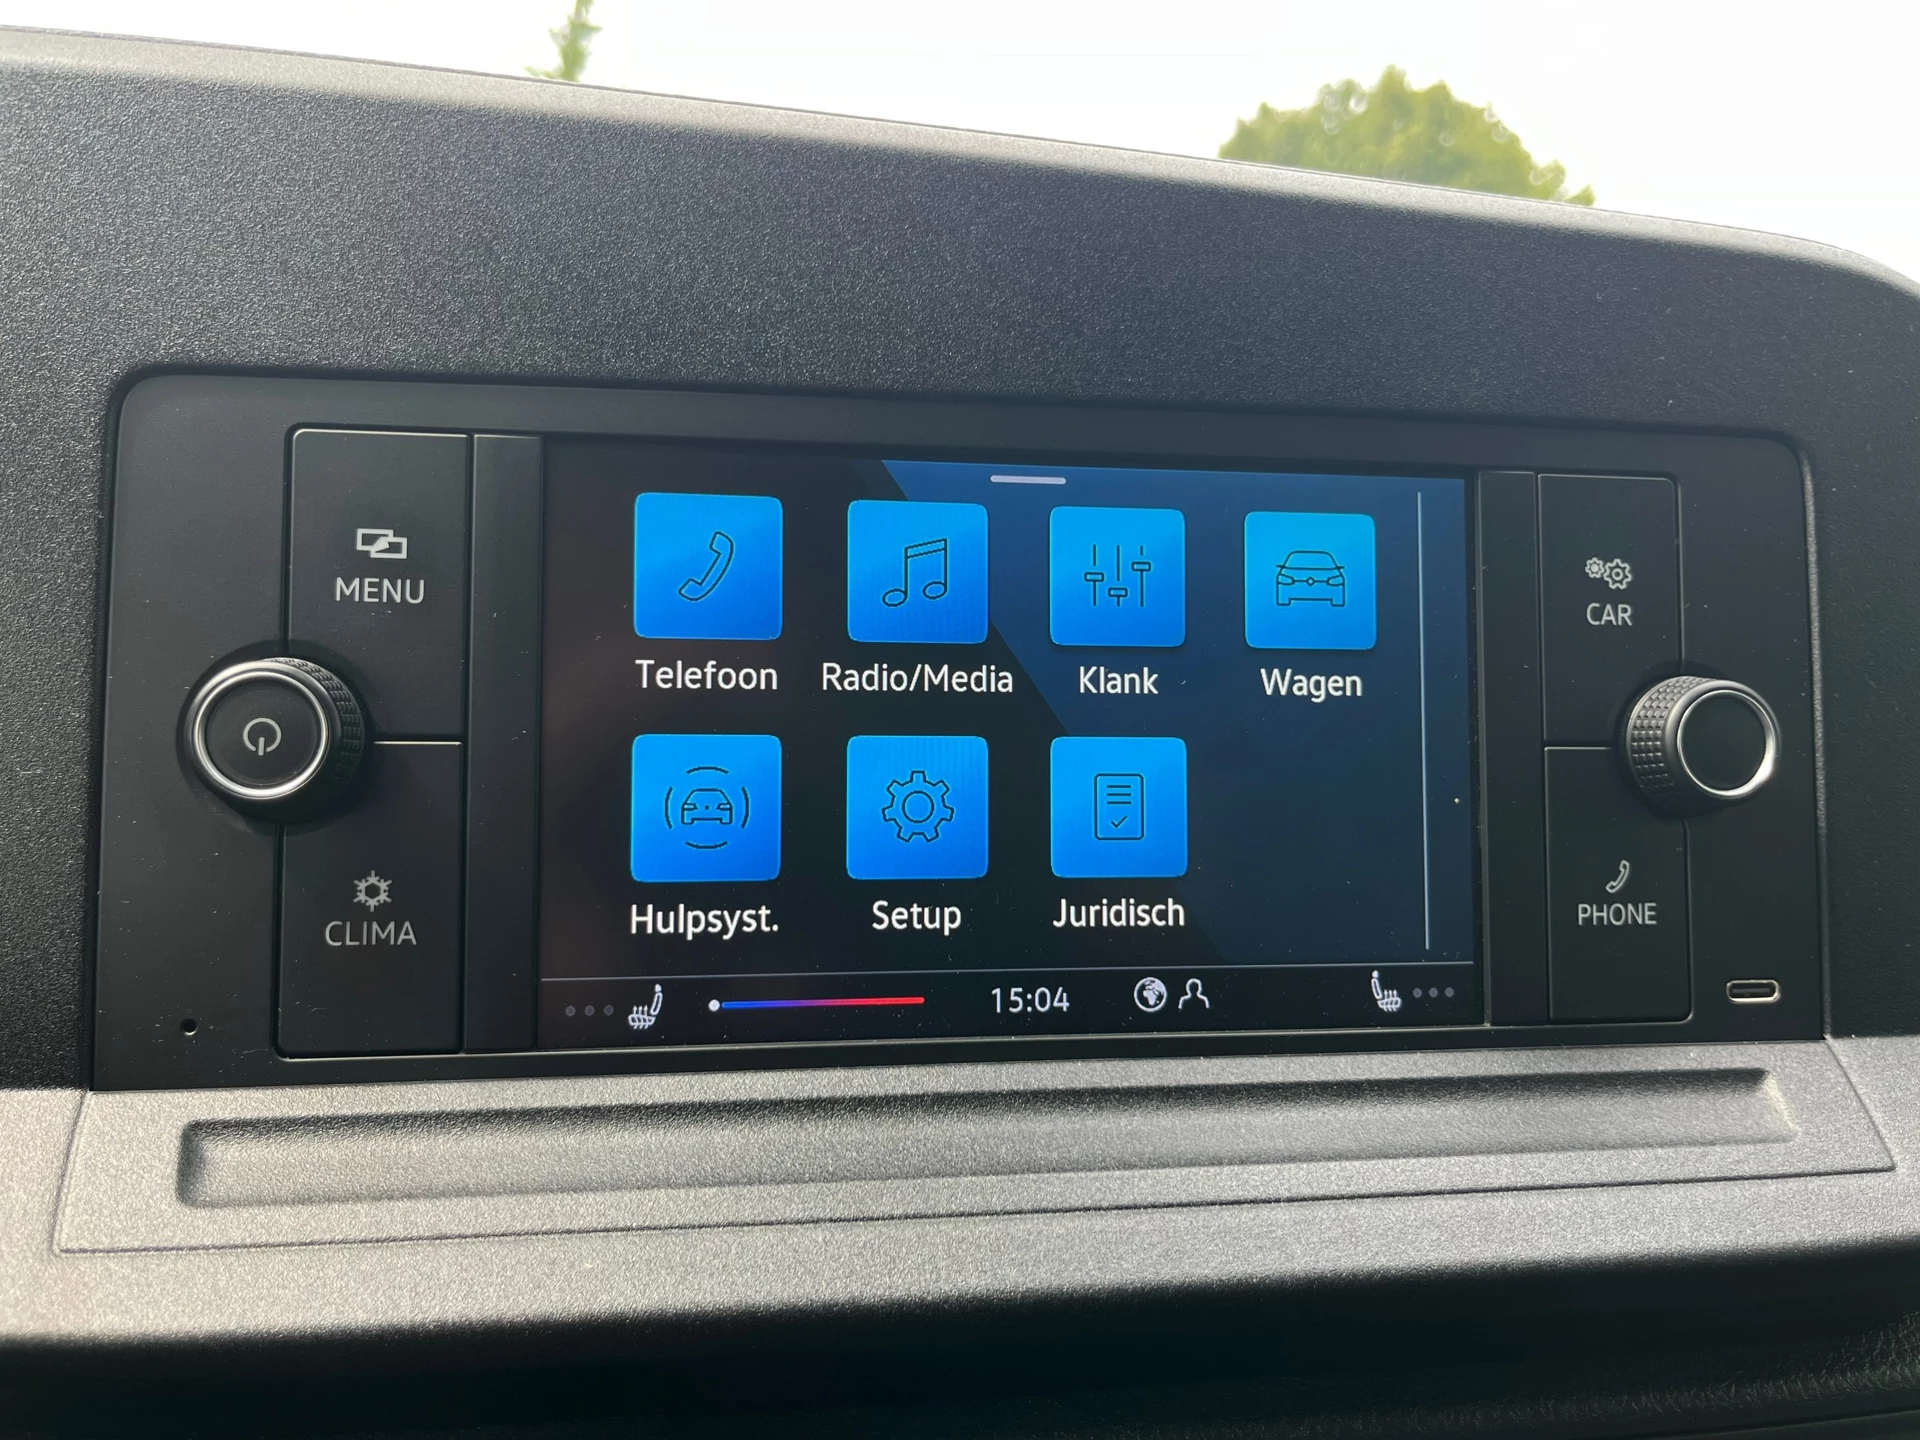 MENU
CLIMA
Telefoon
Radio/Media
Klank
Wagen
Hulpsyst.
Setup
Juridisch
15:04
CAR
PHONE